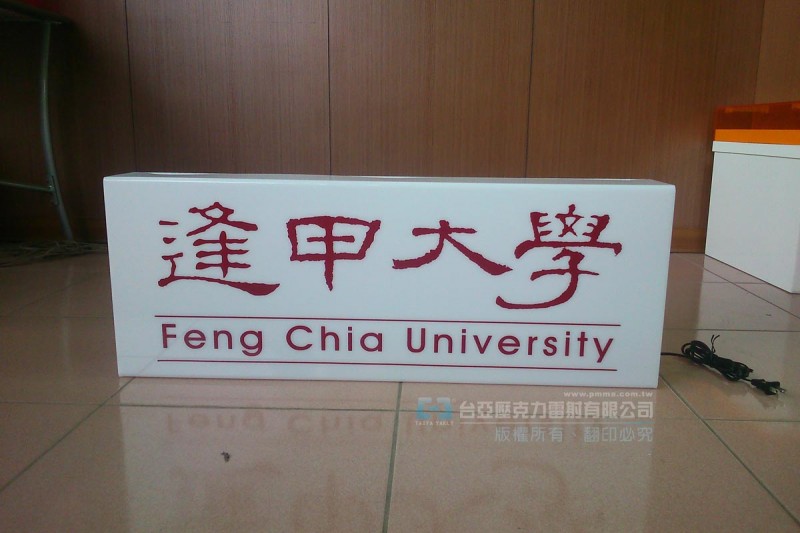 逢甲大學
Feng Chia University
www.pmma.com.tw
台亞壓克力雷射有限公司
版權所有、翻印必究